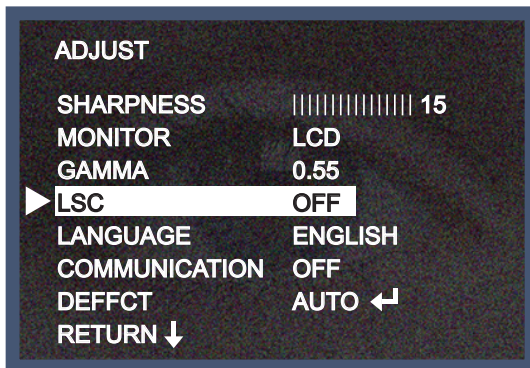 ADJUST
SHARPNESS |||||||||||||||| 15
MONITOR LCD
GAMMA 0.55
LSC OFF
LANGUAGE ENGLISH
COMMUNICATION OFF
DEFFCT AUTO ↵
RETURN ↓